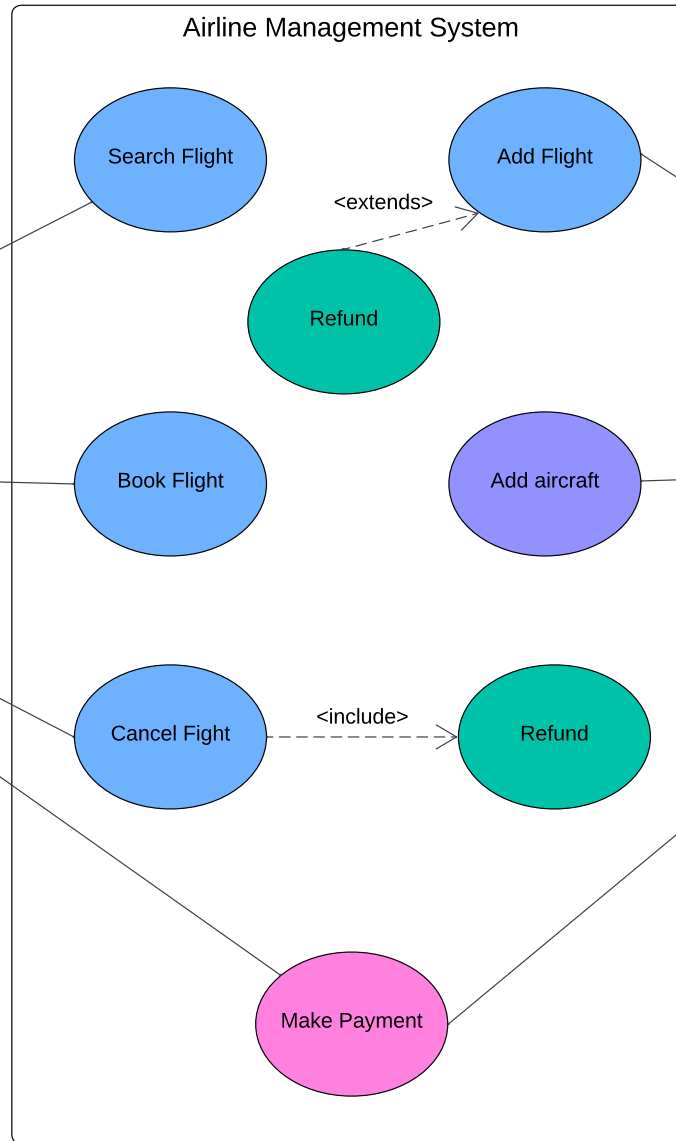 Airline Management System
Search Flight
Add Flight
<extends>
Refund
Book Flight
Add aircraft
Cancel Fight
<include>
Refund
Make Payment